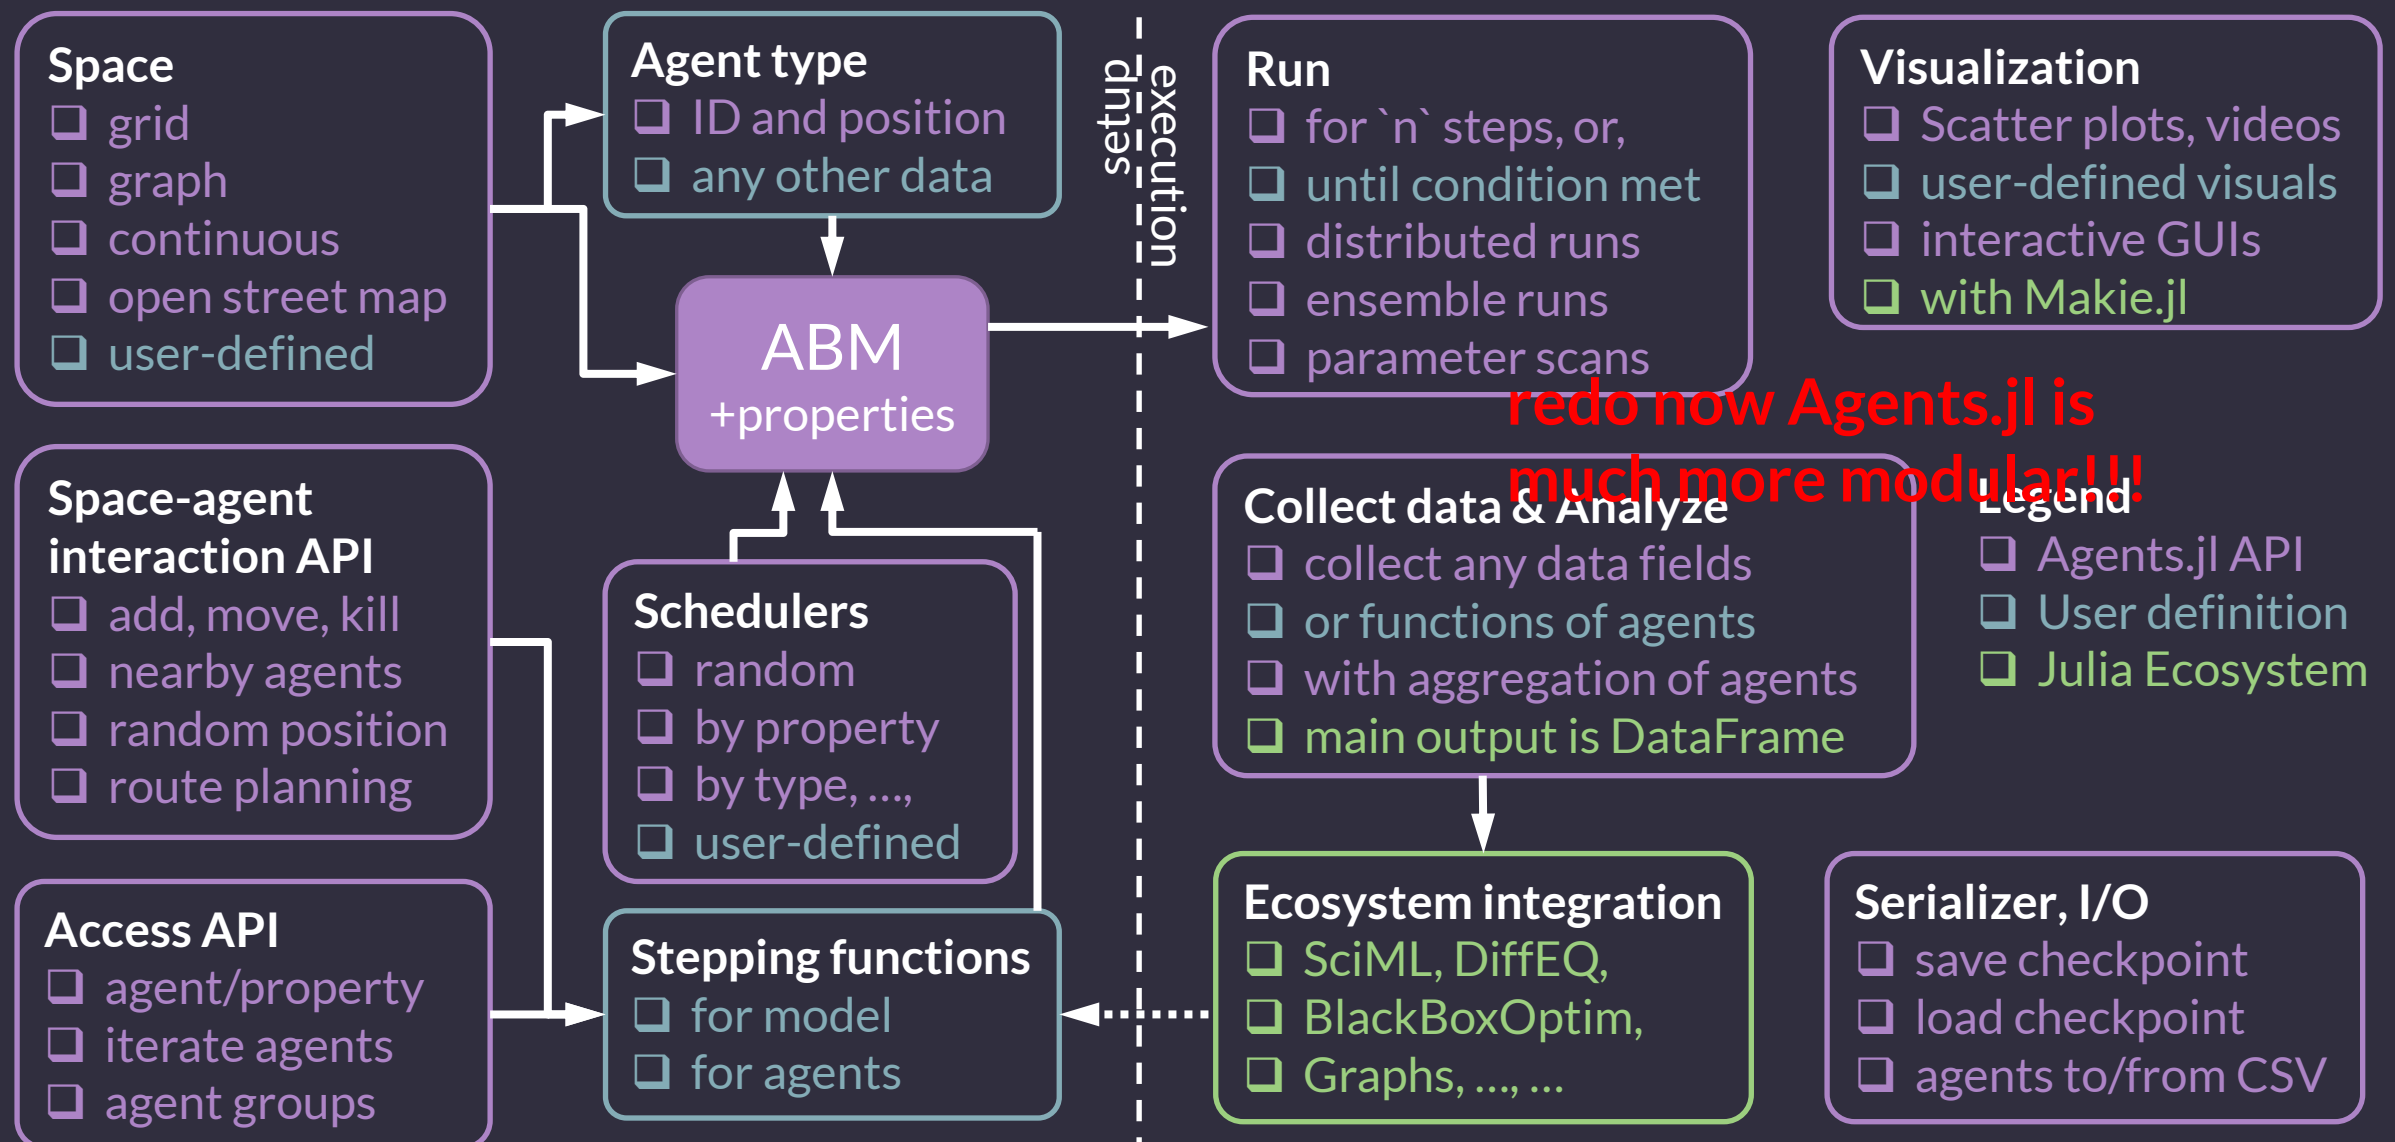 Space
grid
graph
continuous
open street map
user-defined
Agent type
ID and position
any other data
ABM
+properties
Space-agent
interaction API
add, move, kill
nearby agents
random position
route planning
Schedulers
random
by property
by type, ...,
user-defined
Access API
agent/property
iterate agents
agent groups
Stepping functions
for model
for agents
setup
execution
Run
for `n` steps, or,
until condition met
distributed runs
ensemble runs
parameter scans
Visualization
Scatter plots, videos
user-defined visuals
interactive GUIs
with Makie.jl
redo now Agents.jl is
much more modular!!!
Collect data & Analyze
collect any data fields
or functions of agents
with aggregation of agents
main output is DataFrame
Legend
Agents.jl API
User definition
Julia Ecosystem
Ecosystem integration
SciML, DiffEQ,
BlackBoxOptim,
Graphs, ..., ...
Serializer, I/O
save checkpoint
load checkpoint
agents to/from CSV